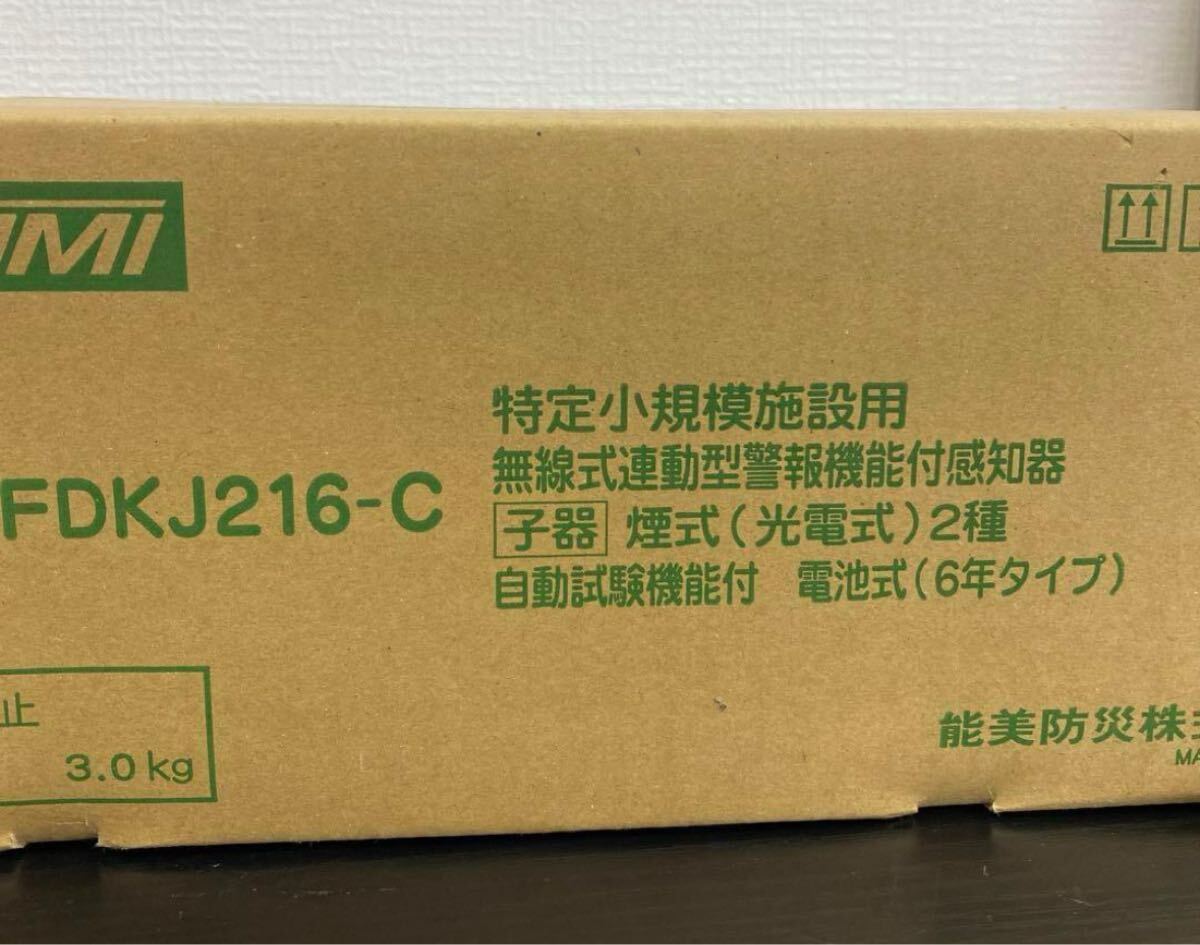 FDKJ216-C
特定小規模施設用
無線式連動型警報機能付感知器
子器 煙式(光電式)2種
自動試験機能付 電池式(6年タイプ)
止
3.0kg
能美防災株